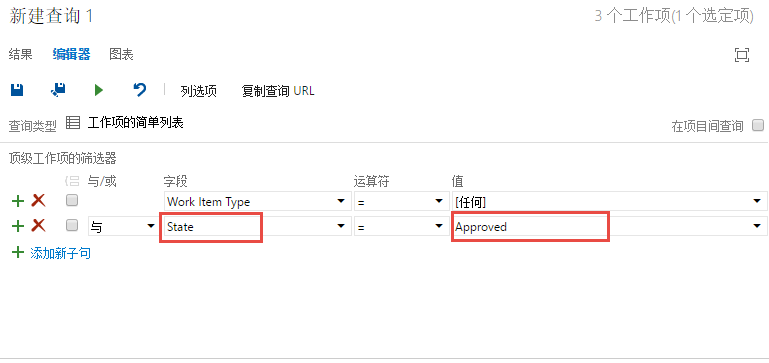 新建查询 1
3 个工作项(1 个选定项)
结果 编辑器 图表
列选项 复制查询 URL
查询类型 工作项的简单列表 在项目间查询
顶级工作项的筛选器
与/或 字段 运算符 值
Work Item Type = [任何]
与 State = Approved
添加新子句